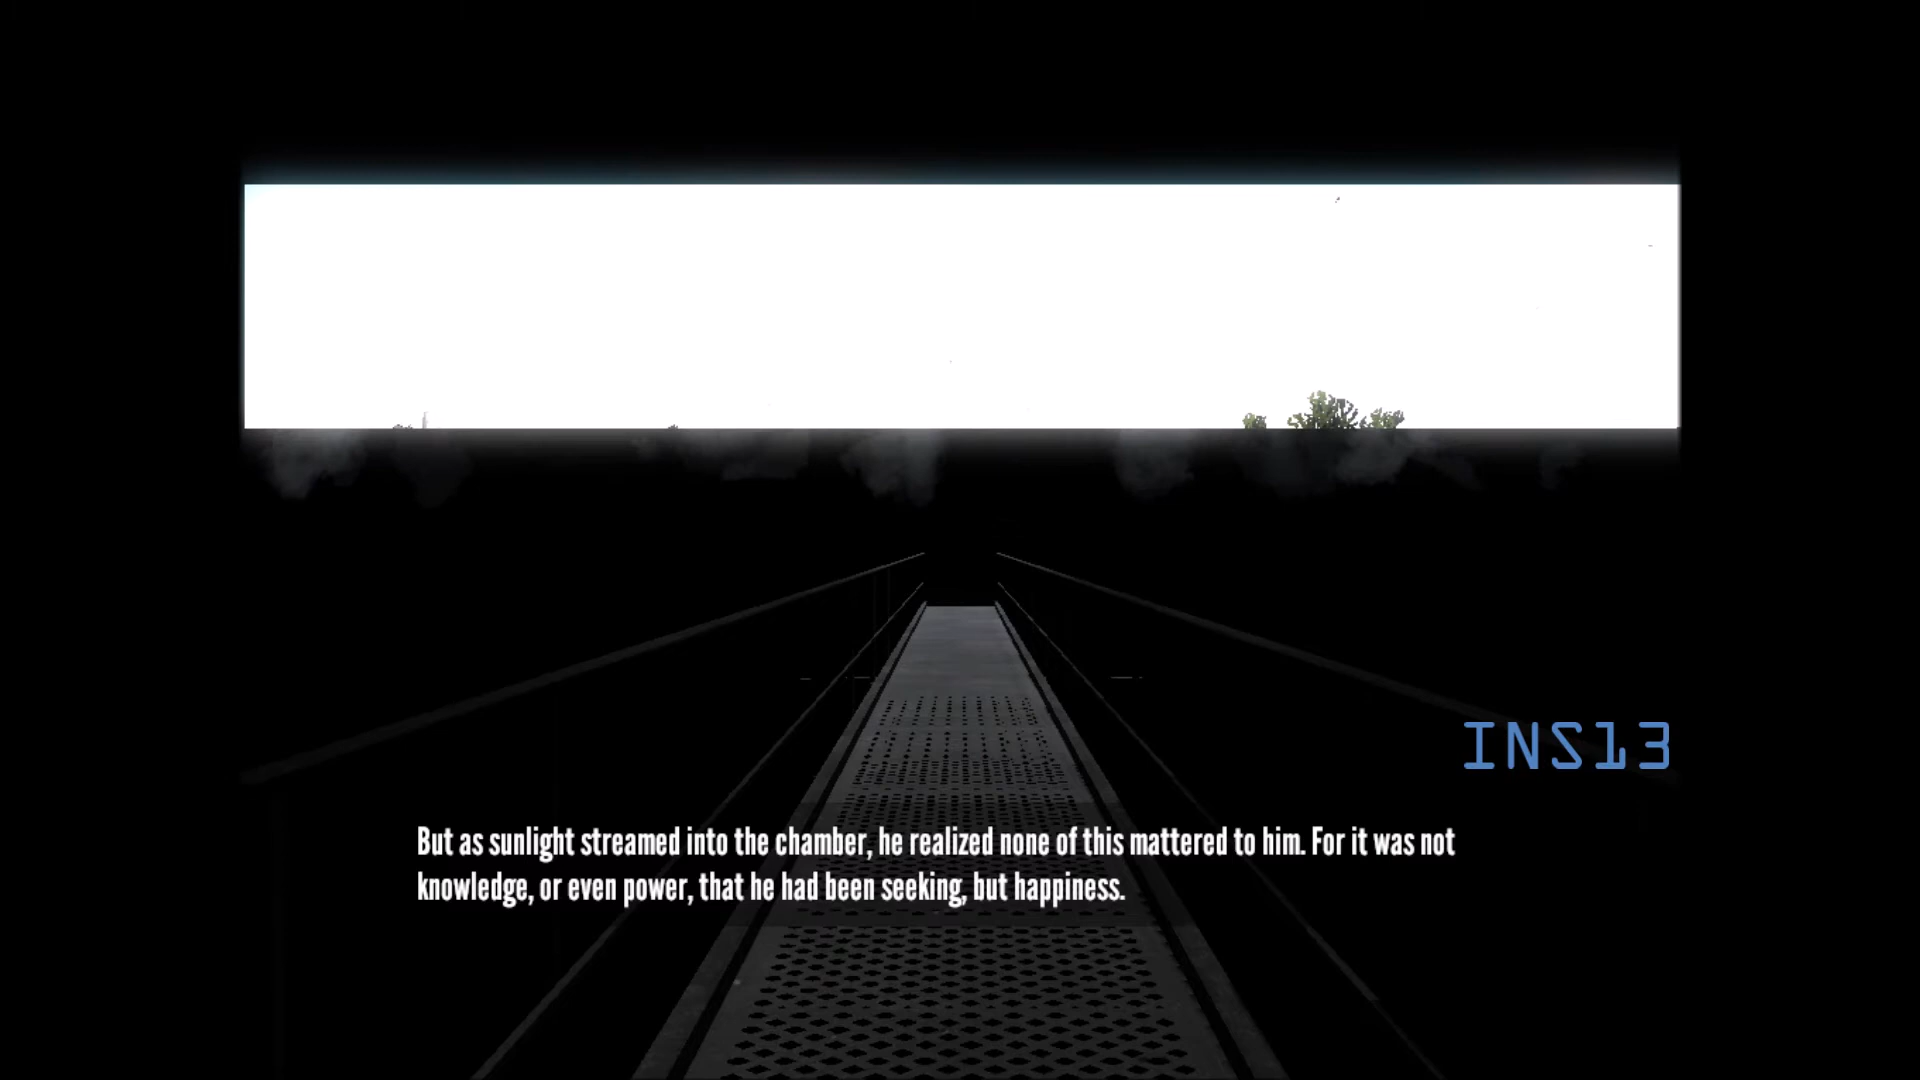 INS13
But as sunlight streamed into the chamber, he realized none of this mattered to him. For it was not
knowledge, or even power, that he had been seeking, but happiness.